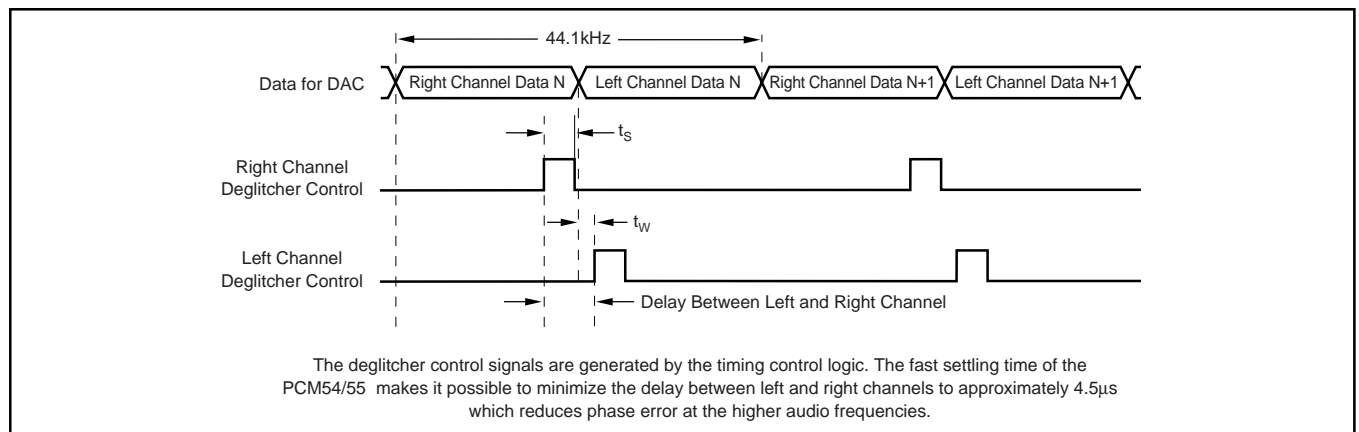 44.1kHz
Data for DAC
Right Channel Data N
Left Channel Data N
Right Channel Data N+1
Left Channel Data N+1
tS
Right Channel
Deglitcher Control
tW
Left Channel
Deglitcher Control
Delay Between Left and Right Channel
The deglitcher control signals are generated by the timing control logic. The fast settling time of the
PCM54/55 makes it possible to minimize the delay between left and right channels to approximately 4.5µs
which reduces phase error at the higher audio frequencies.